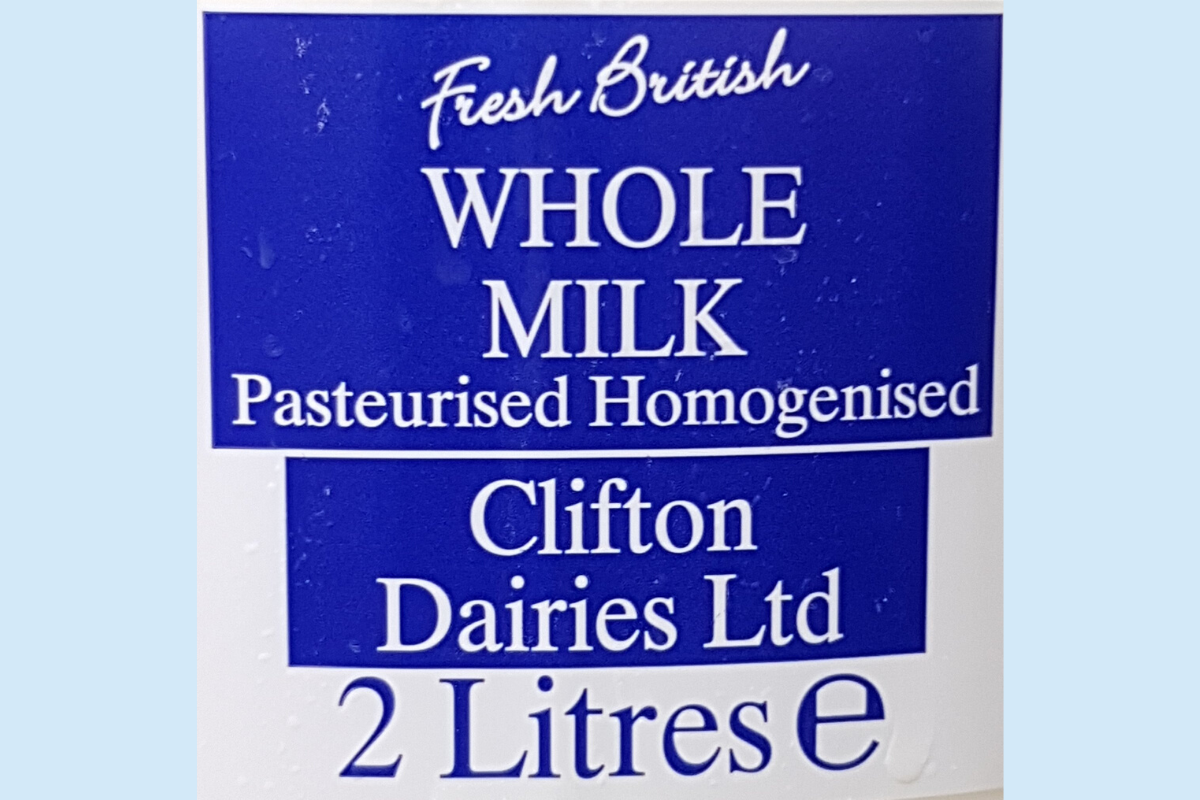 Fresh British
WHOLE
MILK
Pasteurised Homogenised
Clifton
Dairies Ltd
2 Litres ℮